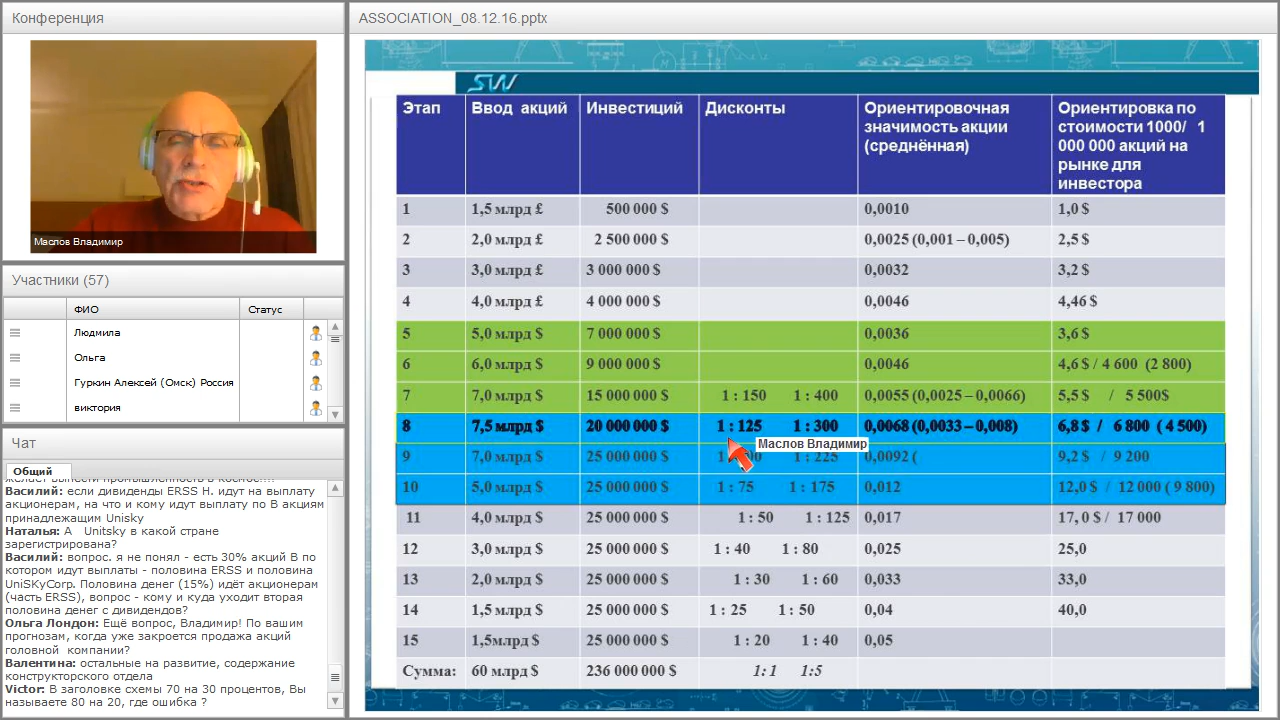 Конференция
Маслов Владимир
Участники (57)
ФИО Статус
Людмила
Ольга
Гуркин Алексей (Омск) Россия
виктория
Чат
Общий
Василий: если дивиденды ERSS H. идут на выплату
акционерам, на что и кому идут выплату по B акциям
принадлежащим Unisky
Наталья: А Unitsky в какой стране
зарегистрирована?
Василий: вопрос, я не понял - есть 30% акций B по
котором идут выплаты - половина ERSS и половина
UniSKyCorp. Половина денег (15%) идёт акционерам
(часть ERSS), вопрос - кому и куда уходит вторая
половина денег с дивидендов?
Ольга Лондон: Ещё вопрос, Владимир! По вашим
прогнозам, когда уже закроется продажа акций
головной компании?
Валентина: остальные на развитие, содержание
конструкторского отдела
Victor: В заголовке схемы 70 на 30 процентов, Вы
называете 80 и 20, где ошибка ?
ASSOCIATION_08.12.16.pptx
SW
Этап Ввод акций Инвестиций Дисконты Ориентировочная значимость акции (среднённая) Ориентировка по стоимости 1000/ 1 000 000 акций на рынке для инвестора
1 1,5 млрд £ 500 000 $ 0,0010 1,0 $
2 2,0 млрд £ 2 500 000 $ 0,0025 (0,001 – 0,005) 2,5 $
3 3,0 млрд £ 3 000 000 $ 0,0032 3,2 $
4 4,0 млрд £ 4 000 000 $ 0,0046 4,46 $
5 5,0 млрд $ 7 000 000 $ 0,0036 3,6 $
6 6,0 млрд $ 9 000 000 $ 0,0046 4,6 $ / 4 600 (2 800)
7 7,0 млрд $ 15 000 000 $ 1 : 150 1 : 400 0,0055 (0,0025 – 0,0066) 5,5 $ / 5 500$
8 7,5 млрд $ 20 000 000 $ 1 : 125 1 : 300 0,0068 (0,0033 – 0,008) 6,8 $ / 6 800 ( 4 500)
Маслов Владимир
9 7,0 млрд $ 25 000 000 $ 1 : 225 0,0092 ( 9,2 $ / 9 200
10 5,0 млрд $ 25 000 000 $ 1 : 75 1 : 175 0,012 12,0 $ / 12 000 ( 9 800)
11 4,0 млрд $ 25 000 000 $ 1 : 50 1 : 125 0,017 17, 0 $ / 17 000
12 3,0 млрд $ 25 000 000 $ 1 : 40 1 : 80 0,025 25,0
13 2,0 млрд $ 25 000 000 $ 1 : 30 1 : 60 0,033 33,0
14 1,5 млрд $ 25 000 000 $ 1 : 25 1 : 50 0,04 40,0
15 1,5млрд $ 25 000 000 $ 1 : 20 1 : 40 0,05
Сумма: 60 млрд $ 236 000 000 $ 1: 1 1:5